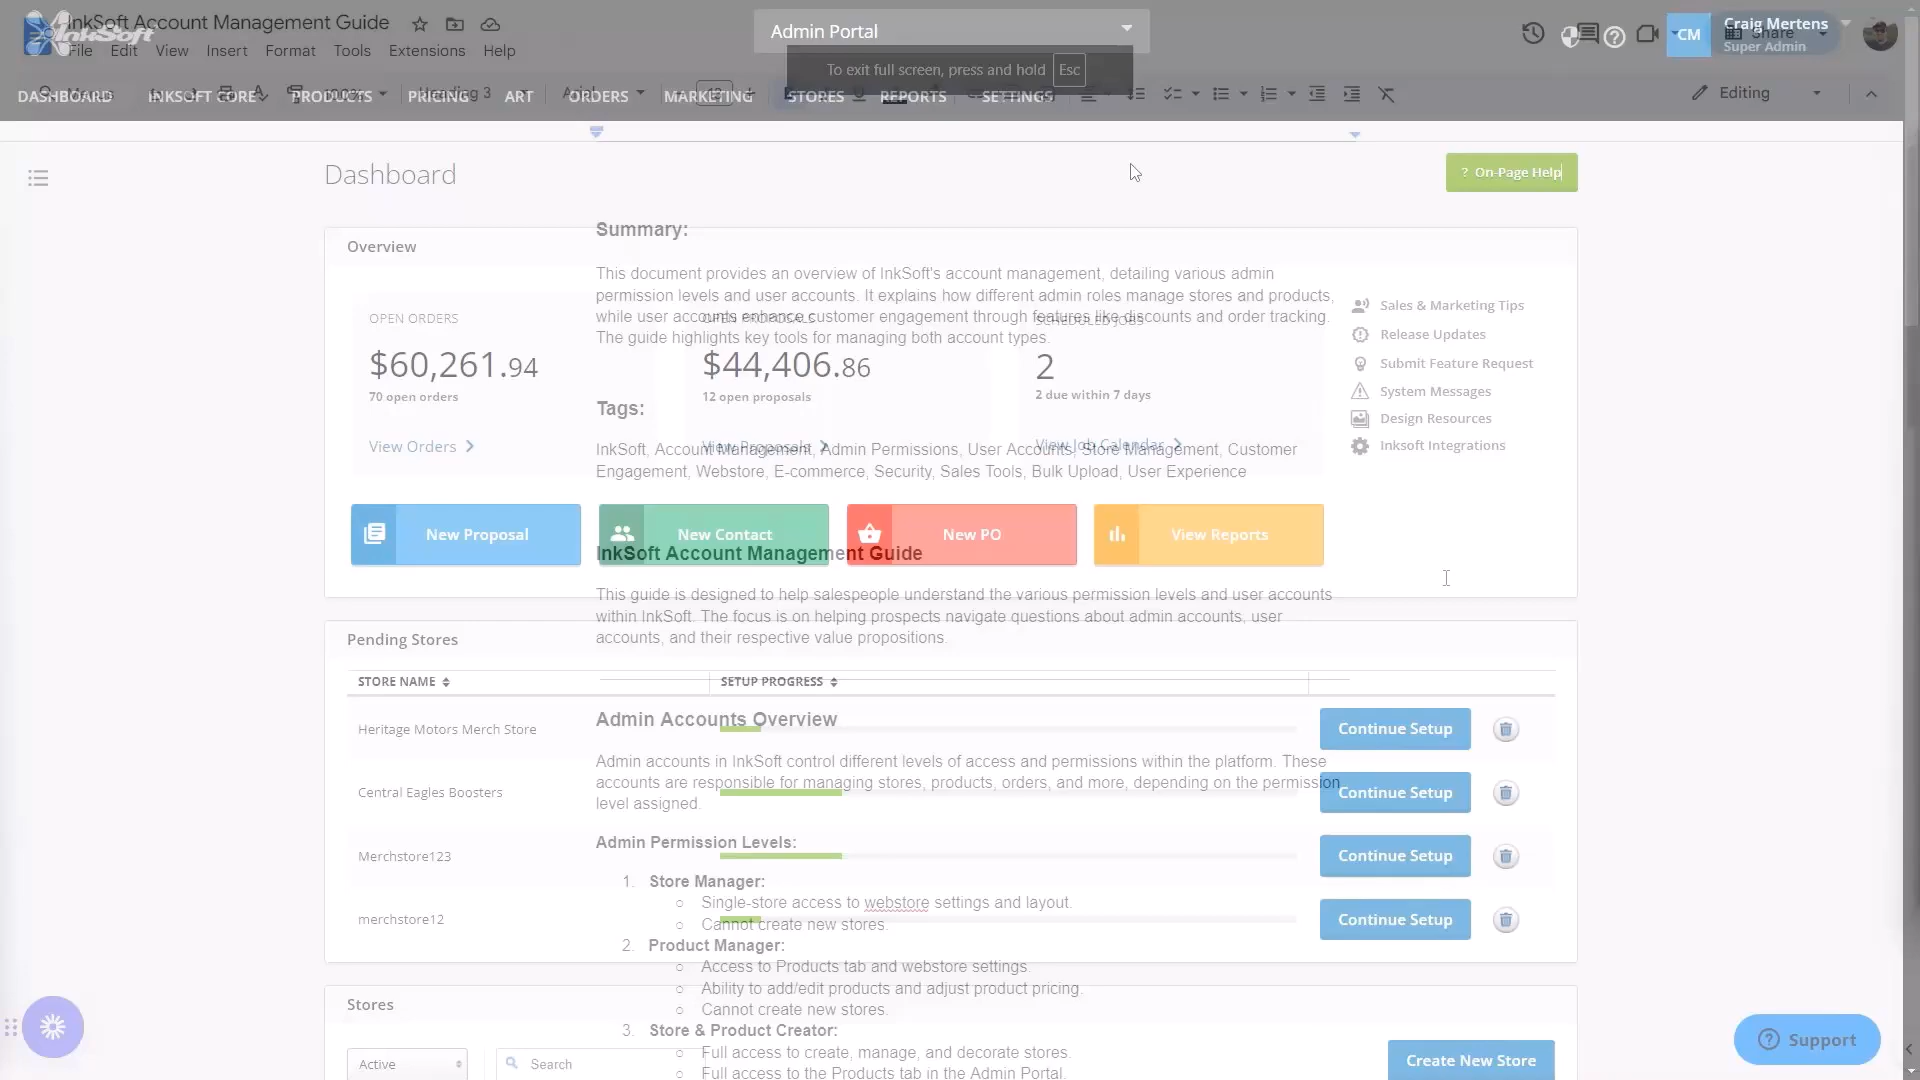 InkSoft Account Management Guide
InkSoft
File Edit View Insert Format Tools Extensions Help
Admin Portal
To exit full screen, press and hold Esc
CM
Craig Mertens
Super Admin
Share
DASHBOARD INKSOFT CORE PRODUCTS PRICING ART ORDERS MARKETING STORES REPORTS SETTINGS
Heading 3
Editing
Dashboard
? On-Page Help
Overview
OPEN ORDERS
$60,261.94
70 open orders
View Orders
OPEN PROPOSALS
$44,406.86
12 open proposals
View Proposals
SCHEDULED JOBS
2
2 due within 7 days
View Job Calendar
Sales & Marketing Tips
Release Updates
Submit Feature Request
System Messages
Design Resources
Inksoft Integrations
New Proposal
New Contact
New PO
View Reports
Pending Stores
STORE NAME SETUP PROGRESS
Heritage Motors Merch Store Continue Setup
Central Eagles Boosters Continue Setup
Merchstore123 Continue Setup
merchstore12 Continue Setup
Stores
Active
Search
Create New Store
Support
Summary:
This document provides an overview of InkSoft's account management, detailing various admin
permission levels and user accounts. It explains how different admin roles manage stores and products,
while user accounts enhance customer engagement through features like discounts and order tracking.
The guide highlights key tools for managing both account types.
Tags:
InkSoft, Account Management, Admin Permissions, User Accounts, Store Management, Customer
Engagement, Webstore, E-commerce, Security, Sales Tools, Bulk Upload, User Experience
InkSoft Account Management Guide
This guide is designed to help salespeople understand the various permission levels and user accounts
within InkSoft. The focus is on helping prospects navigate questions about admin accounts, user
accounts, and their respective value propositions.
Admin Accounts Overview
Admin accounts in InkSoft control different levels of access and permissions within the platform. These
accounts are responsible for managing stores, products, orders, and more, depending on the permission
level assigned.
Admin Permission Levels:
1. Store Manager:
○ Single-store access to webstore settings and layout.
○ Cannot create new stores.
2. Product Manager:
○ Access to Products tab and webstore settings.
○ Ability to add/edit products and adjust product pricing.
○ Cannot create new stores.
3. Store & Product Creator:
○ Full access to create, manage, and decorate stores.
○ Full access to the Products tab in the Admin Portal.